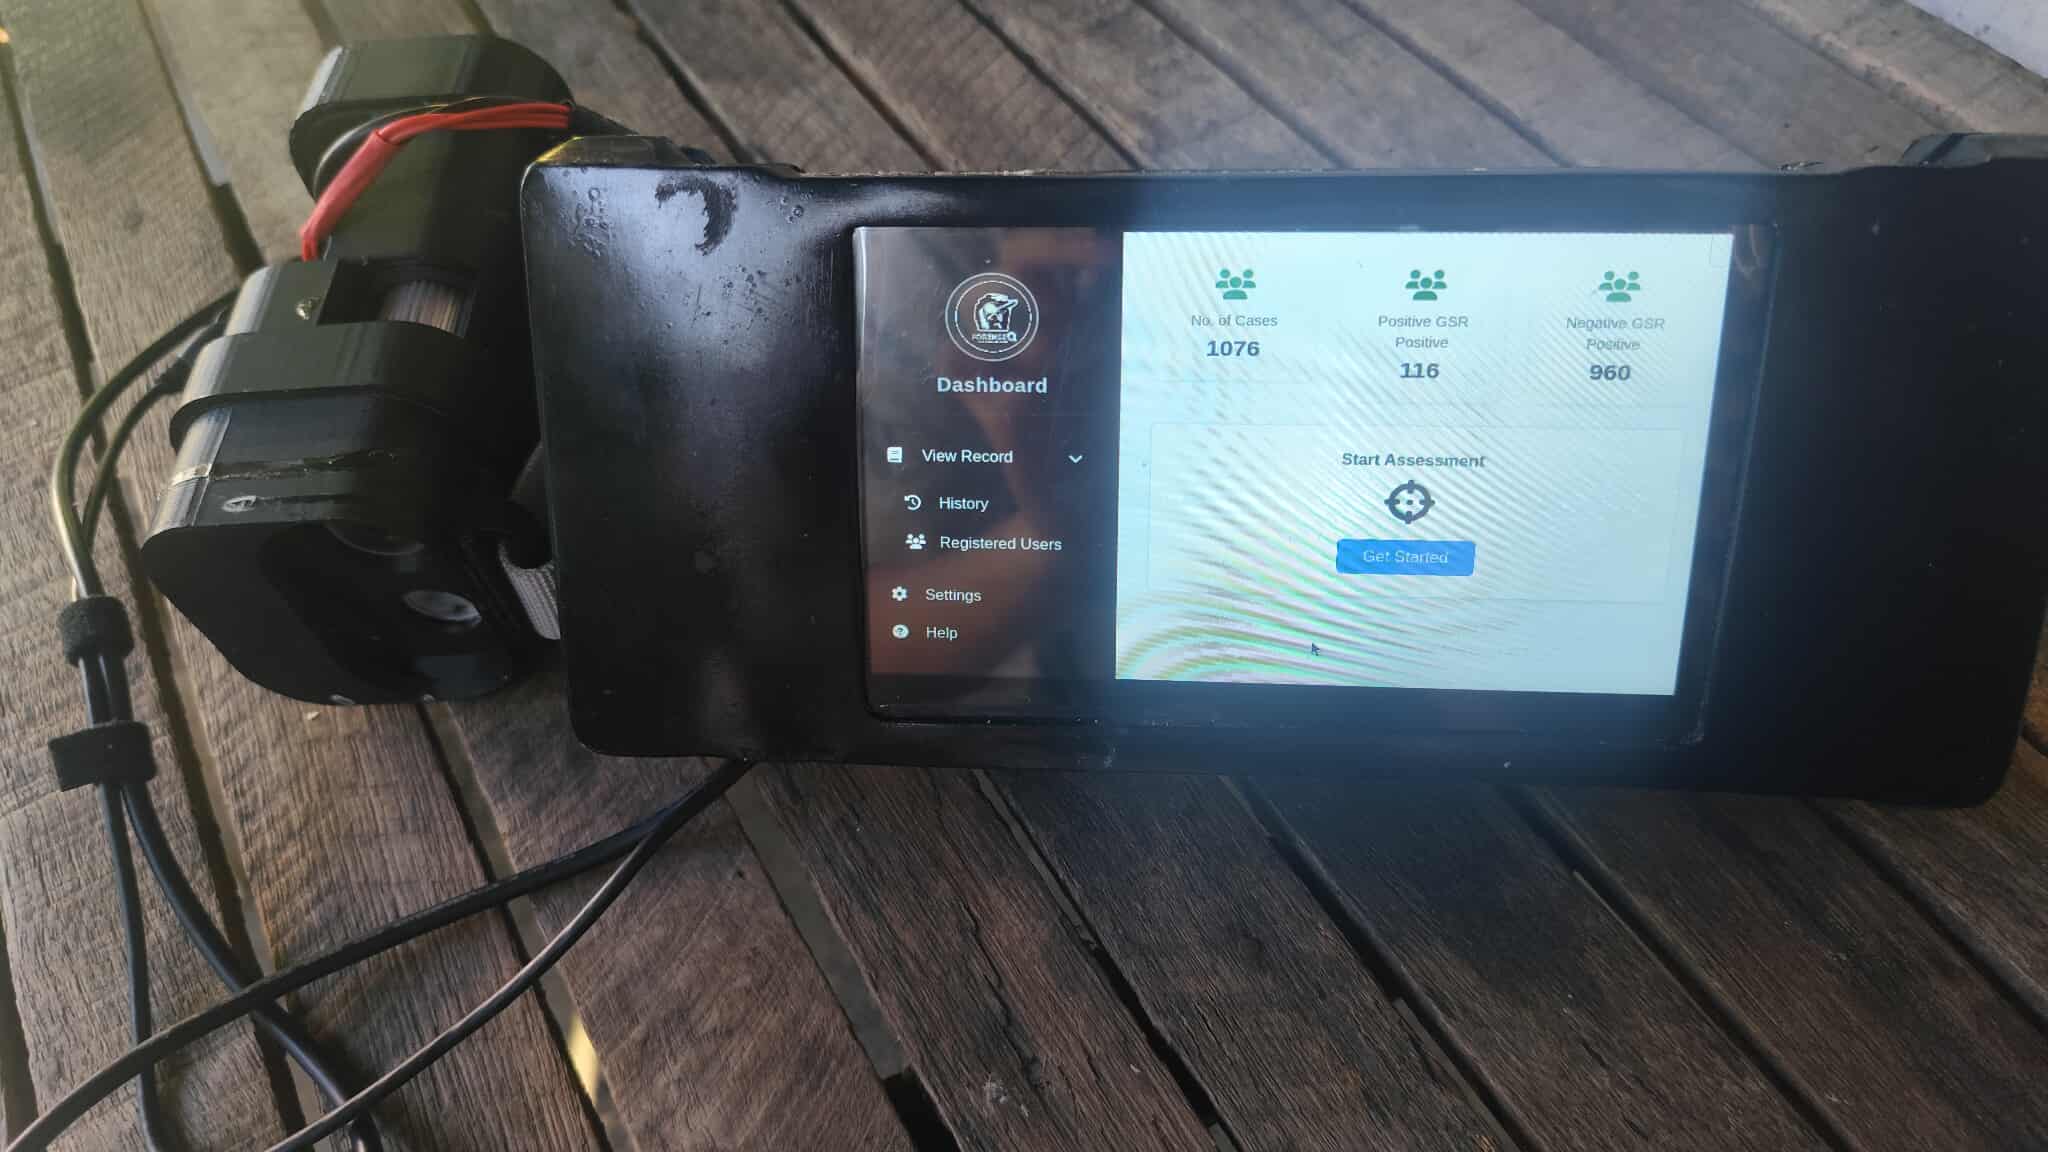 FORENSEQ
Dashboard
View Record
History
Registered Users
Settings
Help
No. of Cases
1076
Positive GSR
Positive
116
Negative GSR
Positive
960
Start Assessment
Get Started